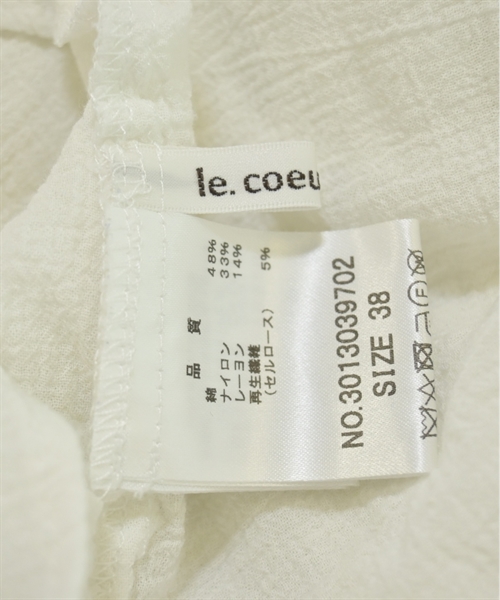 le. coeu
品 質
綿 48%
ナイロン 33%
レーヨン 14%
再生繊維
(セルロース) 5%
NO.3013039702
SIZE 38